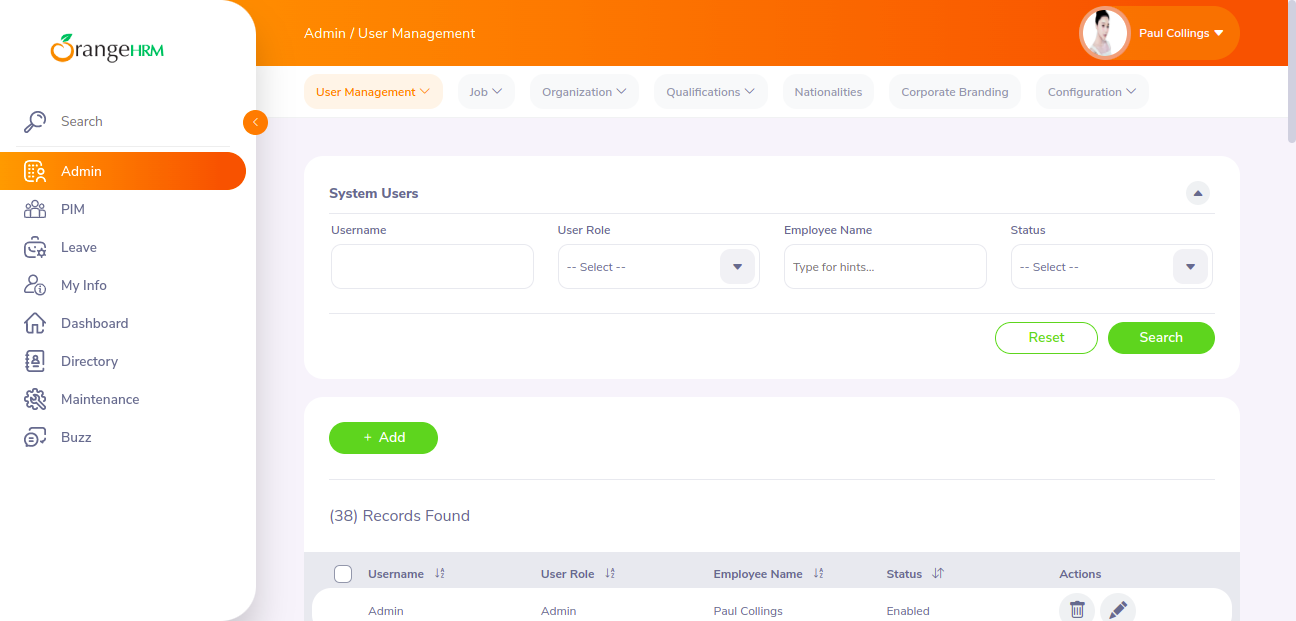 OrangeHRM
Search
Admin
PIM
Leave
My Info
Dashboard
Directory
Maintenance
Buzz
Admin / User Management
Paul Collings
User Management
Job
Organization
Qualifications
Nationalities
Corporate Branding
Configuration
System Users
Username
User Role
Employee Name
Status
-- Select --
Type for hints...
-- Select --
Reset
Search
+ Add
(38) Records Found
Username
User Role
Employee Name
Status
Actions
Admin
Admin
Paul Collings
Enabled